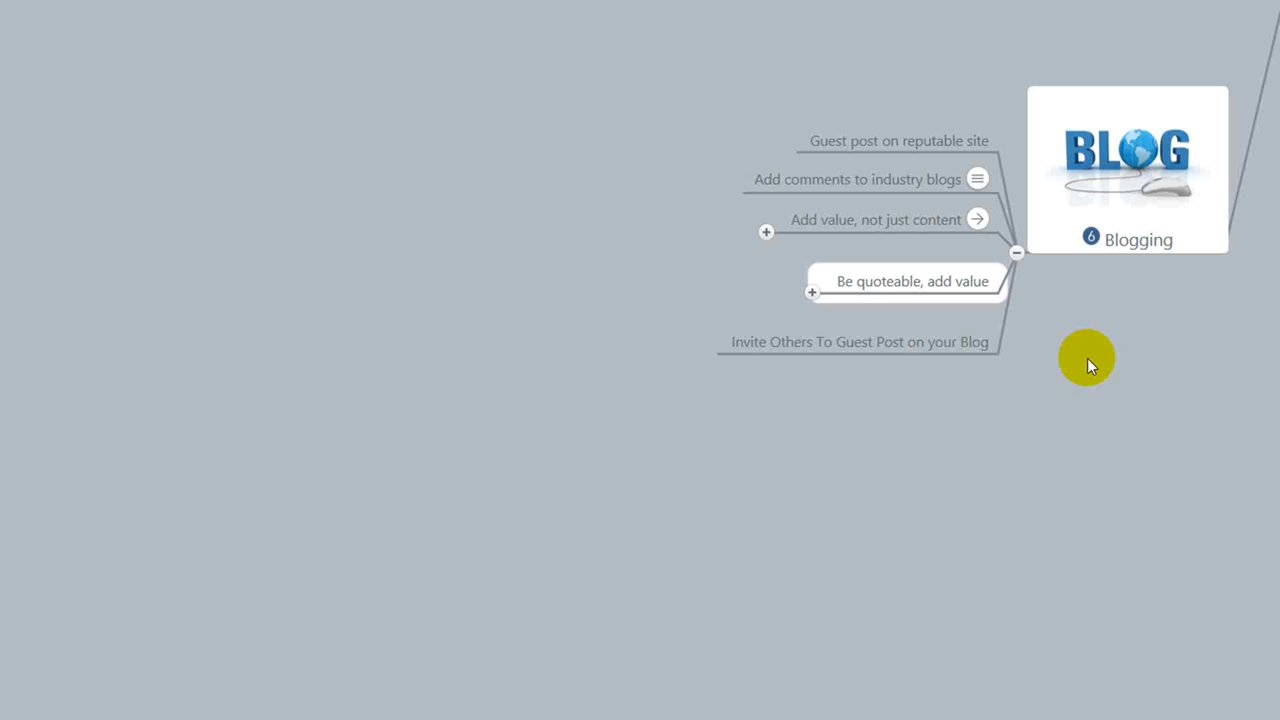 BLOG
6 Blogging
Guest post on reputable site
Add comments to industry blogs
Add value, not just content
Be quoteable, add value
Invite Others To Guest Post on your Blog